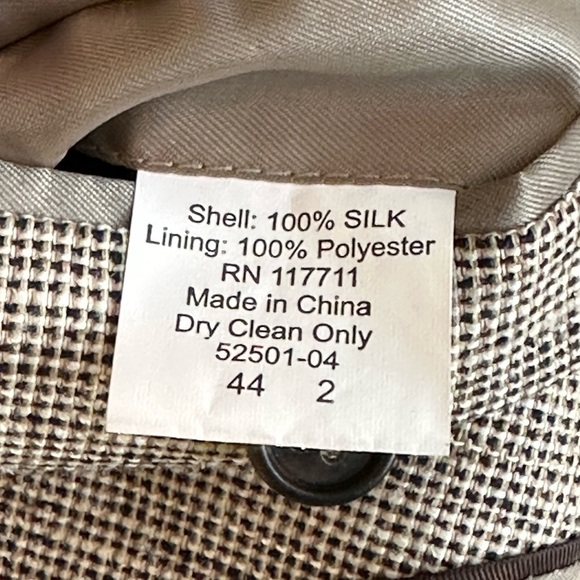 Shell: 100% SILK
Lining: 100% Polyester
RN 117711
Made in China
Dry Clean Only
52501-04
44 2